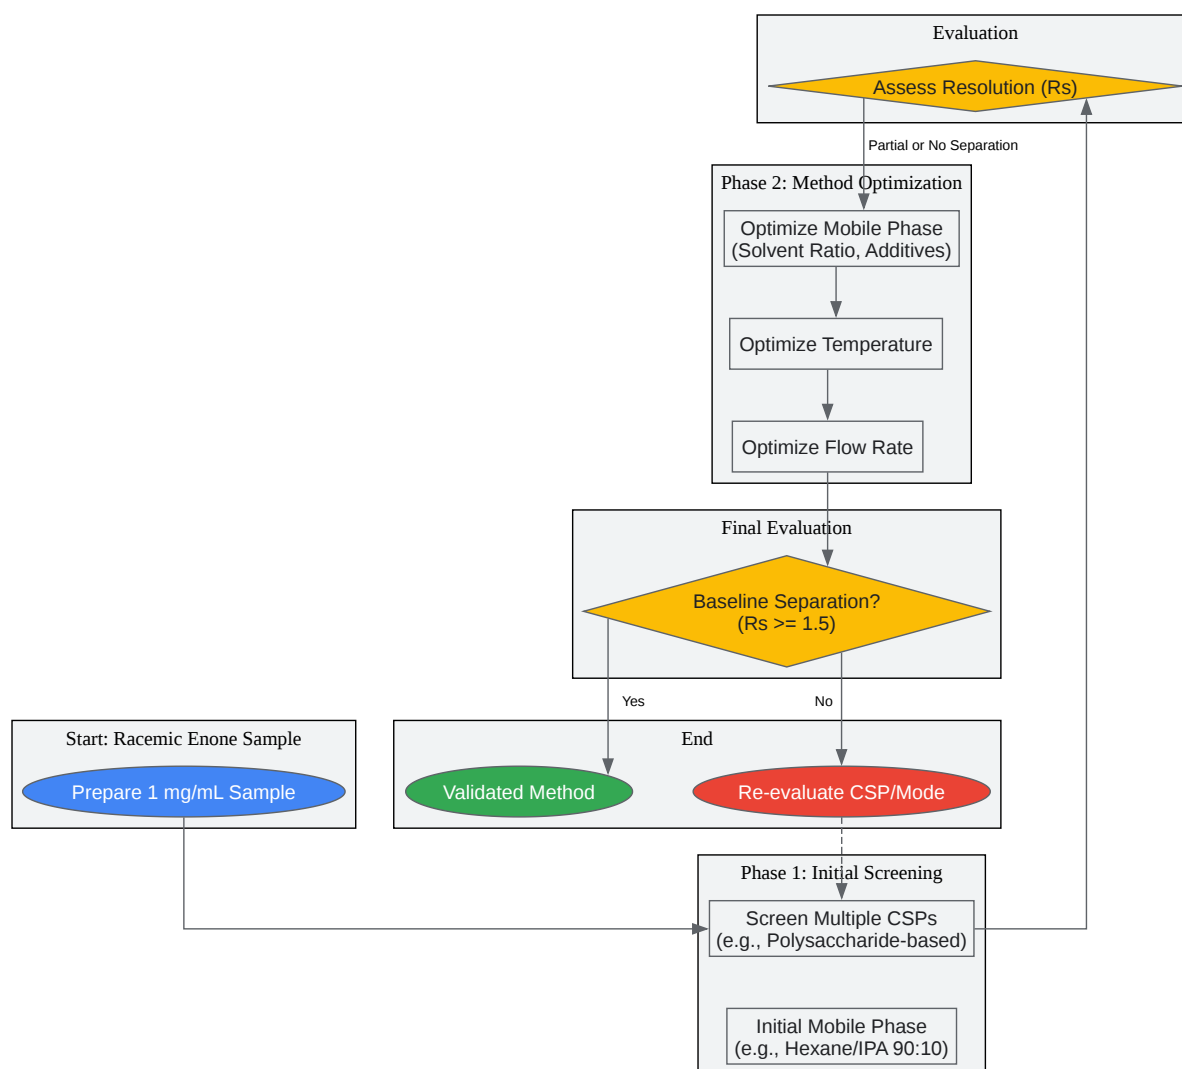 Evaluation
Assess Resolution (Rs)
Partial or No Separation
Phase 2: Method Optimization
Optimize Mobile Phase
(Solvent Ratio, Additives)
Optimize Temperature
Optimize Flow Rate
Final Evaluation
Baseline Separation?
(Rs >= 1.5)
Yes
No
Start: Racemic Enone Sample
Prepare 1 mg/mL Sample
End
Validated Method
Re-evaluate CSP/Mode
Phase 1: Initial Screening
Screen Multiple CSPs
(e.g., Polysaccharide-based)
Initial Mobile Phase
(e.g., Hexane/IPA 90:10)